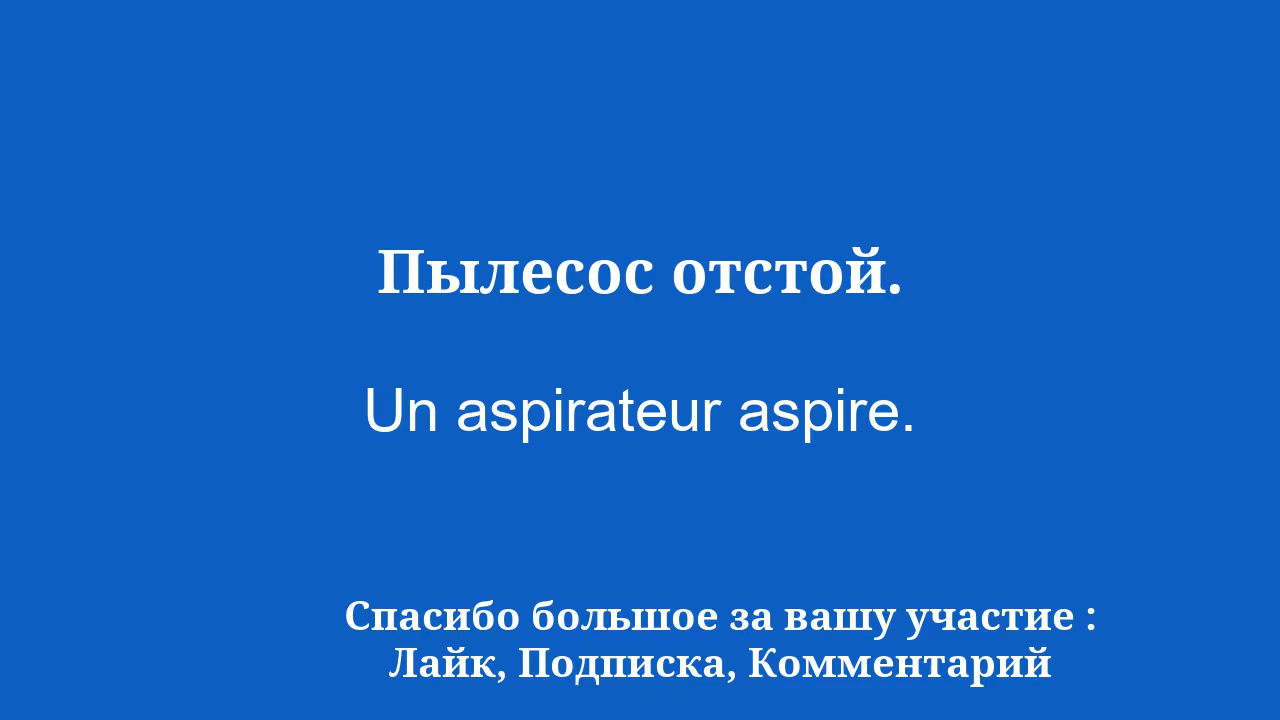 Пылесос отстой.
Un aspirateur aspire.
Спасибо большое за вашу участие :
Лайк, Подписка, Комментарий